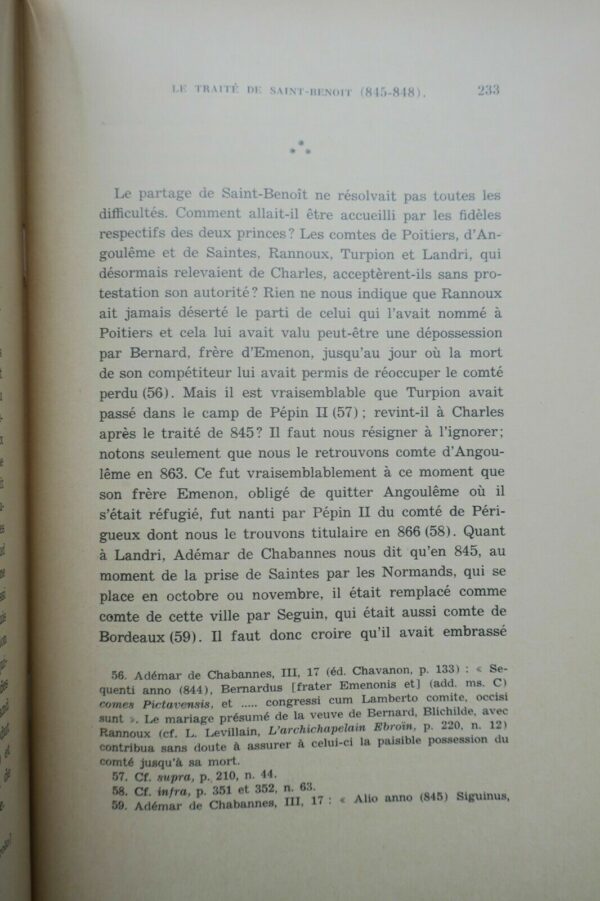 LE TRAITÉ DE SAINT-BENOIT (845-848). 233
Le partage de Saint-Benoît ne résolvait pas toutes les
difficultés. Comment allait-il être accueilli par les fidèles
respectifs des deux princes? Les comtes de Poitiers, d'An-
goulême et de Saintes, Rannoux, Turpion et Landri, qui
désormais relevaient de Charles, acceptèrent-ils sans pro-
testation son autorité? Rien ne nous indique que Rannoux
ait jamais déserté le parti de celui qui l'avait nommé à
Poitiers et cela lui avait valu peut-être une dépossession
par Bernard, frère d'Emenon, jusqu'au jour où la mort
de son compétiteur lui avait permis de réoccuper le comté
perdu (56). Mais il est vraisemblable que Turpion avait
passé dans le camp de Pépin II (57); revint-il à Charles
après le traité de 845? Il faut nous résigner à l'ignorer;
notons seulement que nous le retrouvons comte d'Angou-
lême en 863. Ce fut vraisemblablement à ce moment que
son frère Emenon, obligé de quitter Angoulême où il
s'était réfugié, fut nanti par Pépin II du comté de Péri-
gueux dont nous le trouvons titulaire en 866 (58). Quant
à Landri, Adémar de Chabannes nous dit qu'en 845, au
moment de la prise de Saintes par les Normands, qui se
place en octobre ou novembre, il était remplacé comme
comte de cette ville par Seguin, qui était aussi comte de
Bordeaux (59). Il faut donc croire qu'il avait embrassé
56. Adémar de Chabannes, III, 17 (éd. Chavanon, p. 133) : « Se-
quenti anno (844), Bernardus [frater Emenonis et] (add. ms. C)
comes Pictavensis, et ..... congressi cum Lamberto comite, occisi
sunt ». Le mariage présumé de la veuve de Bernard, Blichilde, avec
Rannoux (cf. L. Levillain, L'archichapelain Ebroin, p. 220, n. 12)
contribua sans doute à assurer à celui-ci la paisible possession du
comté jusqu'à sa mort.
57. Cf. supra, p. 210, n. 44.
58. Cf. infra, p. 351 et 352, n. 63.
59. Adémar de Chabannes, III, 17 : « Alio anno (845) Siguinus,